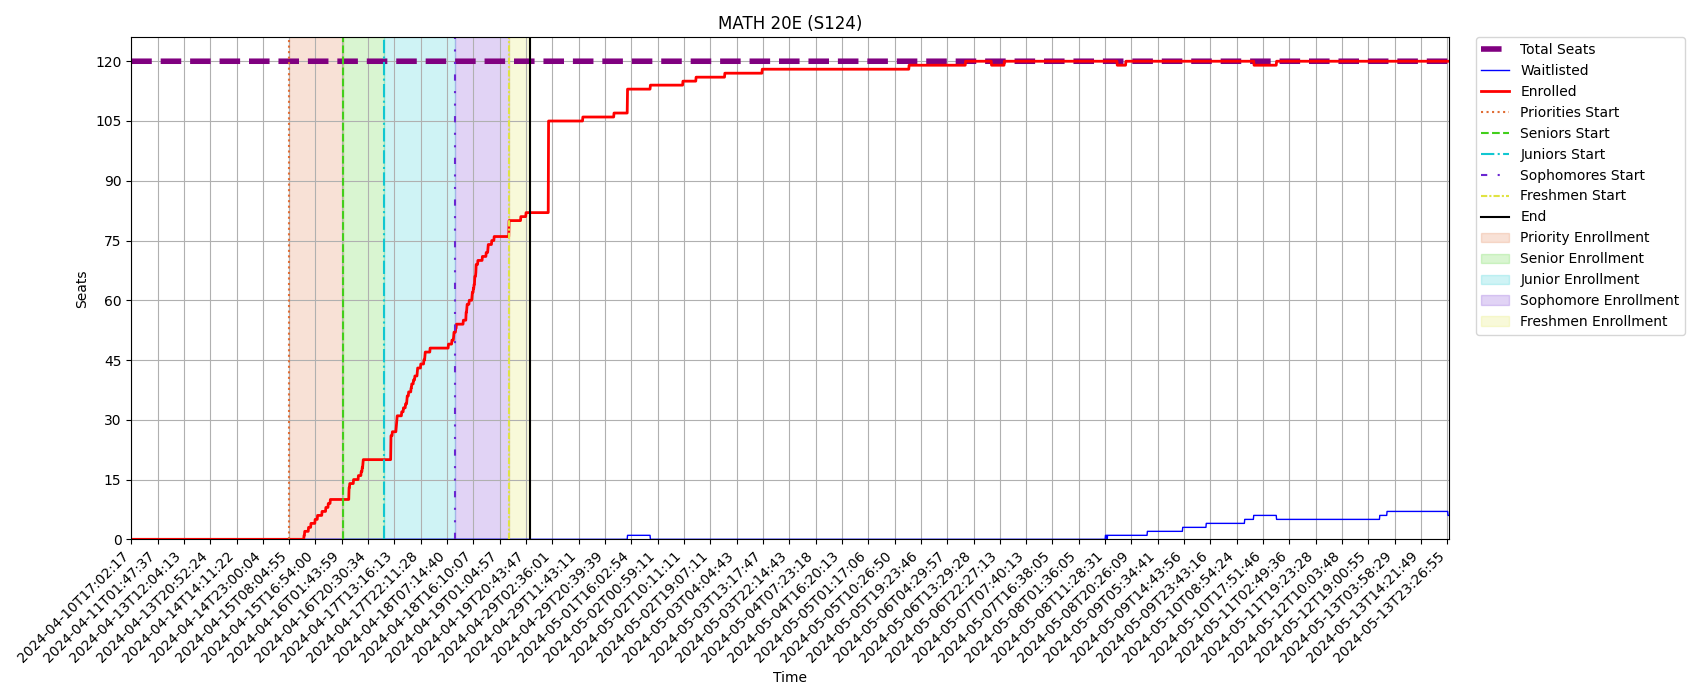 MATH 20E (S124)
Total Seats
Waitlisted
Enrolled
Priorities Start
Seniors Start
Juniors Start
Sophomores Start
Freshmen Start
End
Priority Enrollment
Senior Enrollment
Junior Enrollment
Sophomore Enrollment
Freshmen Enrollment
Seats
120
105
90
75
60
45
30
15
0
2024-04-10T17:02:17
2024-04-11T01:47:37
2024-04-13T12:04:13
2024-04-13T20:52:24
2024-04-14T14:11:22
2024-04-14T23:00:04
2024-04-15T08:04:55
2024-04-15T16:54:00
2024-04-16T01:43:59
2024-04-16T20:30:34
2024-04-17T13:16:13
2024-04-17T22:11:28
2024-04-18T07:14:40
2024-04-18T16:10:07
2024-04-19T01:04:57
2024-04-19T20:43:47
2024-04-29T02:36:01
2024-04-29T11:43:11
2024-04-29T20:39:39
2024-05-01T16:02:54
2024-05-02T00:59:11
2024-05-02T10:11:11
2024-05-02T19:07:11
2024-05-03T04:04:43
2024-05-03T13:17:47
2024-05-03T22:14:43
2024-05-04T07:23:18
2024-05-04T16:20:13
2024-05-05T01:17:06
2024-05-05T10:26:50
2024-05-05T19:23:46
2024-05-06T04:29:57
2024-05-06T13:29:28
2024-05-06T22:27:13
2024-05-07T07:40:13
2024-05-07T16:38:05
2024-05-08T01:36:05
2024-05-08T11:28:31
2024-05-08T20:26:09
2024-05-09T05:34:41
2024-05-09T14:43:56
2024-05-09T23:43:16
2024-05-10T08:54:24
2024-05-10T17:51:46
2024-05-11T02:49:36
2024-05-11T19:23:28
2024-05-12T10:03:48
2024-05-12T19:00:55
2024-05-13T03:58:29
2024-05-13T14:21:49
2024-05-13T23:26:55
Time